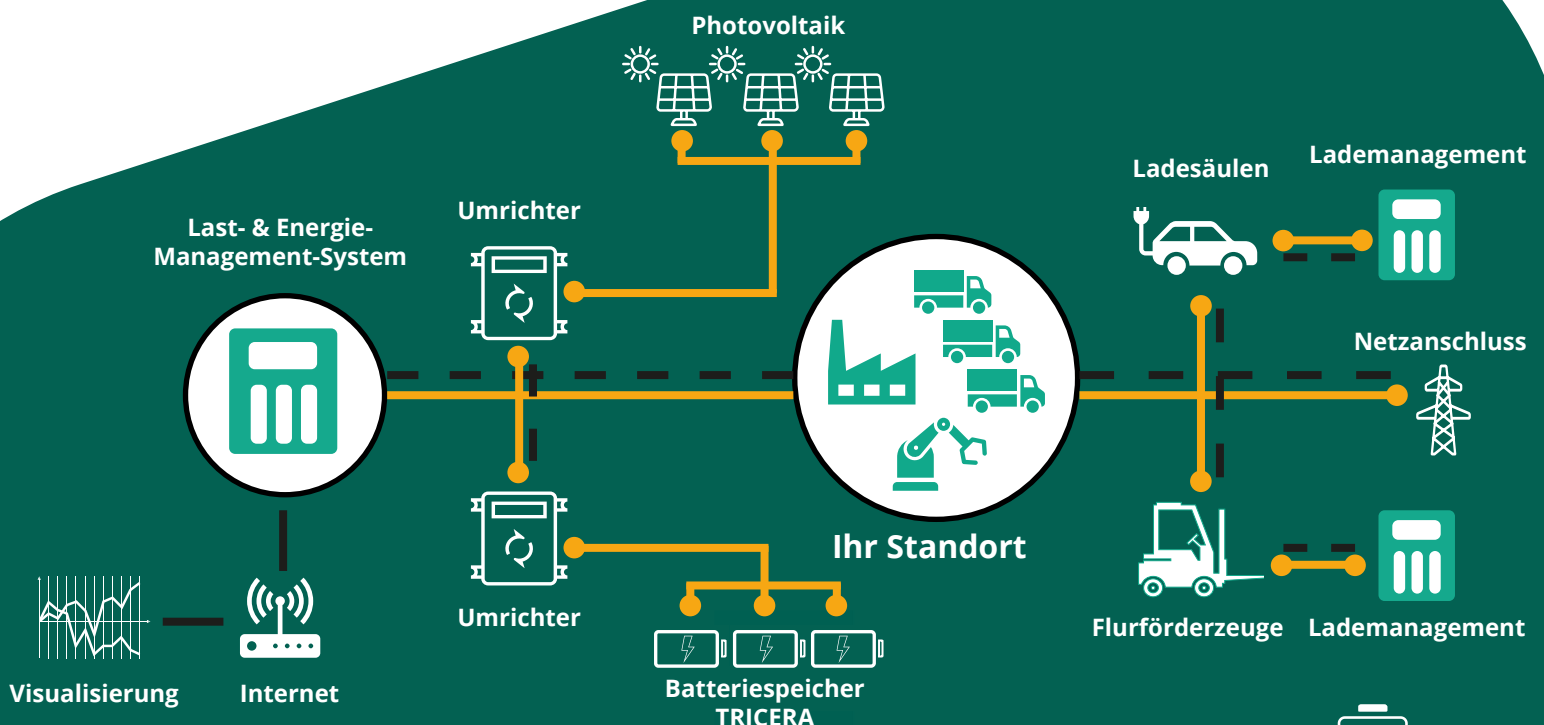 Photovoltaik
Ladesäulen
Lademanagement
Umrichter
Last- & Energie-
Management-System
Netzanschluss
Ihr Standort
Umrichter
Flurförderzeuge
Lademanagement
Visualisierung
Internet
Batteriespeicher
TRICERA